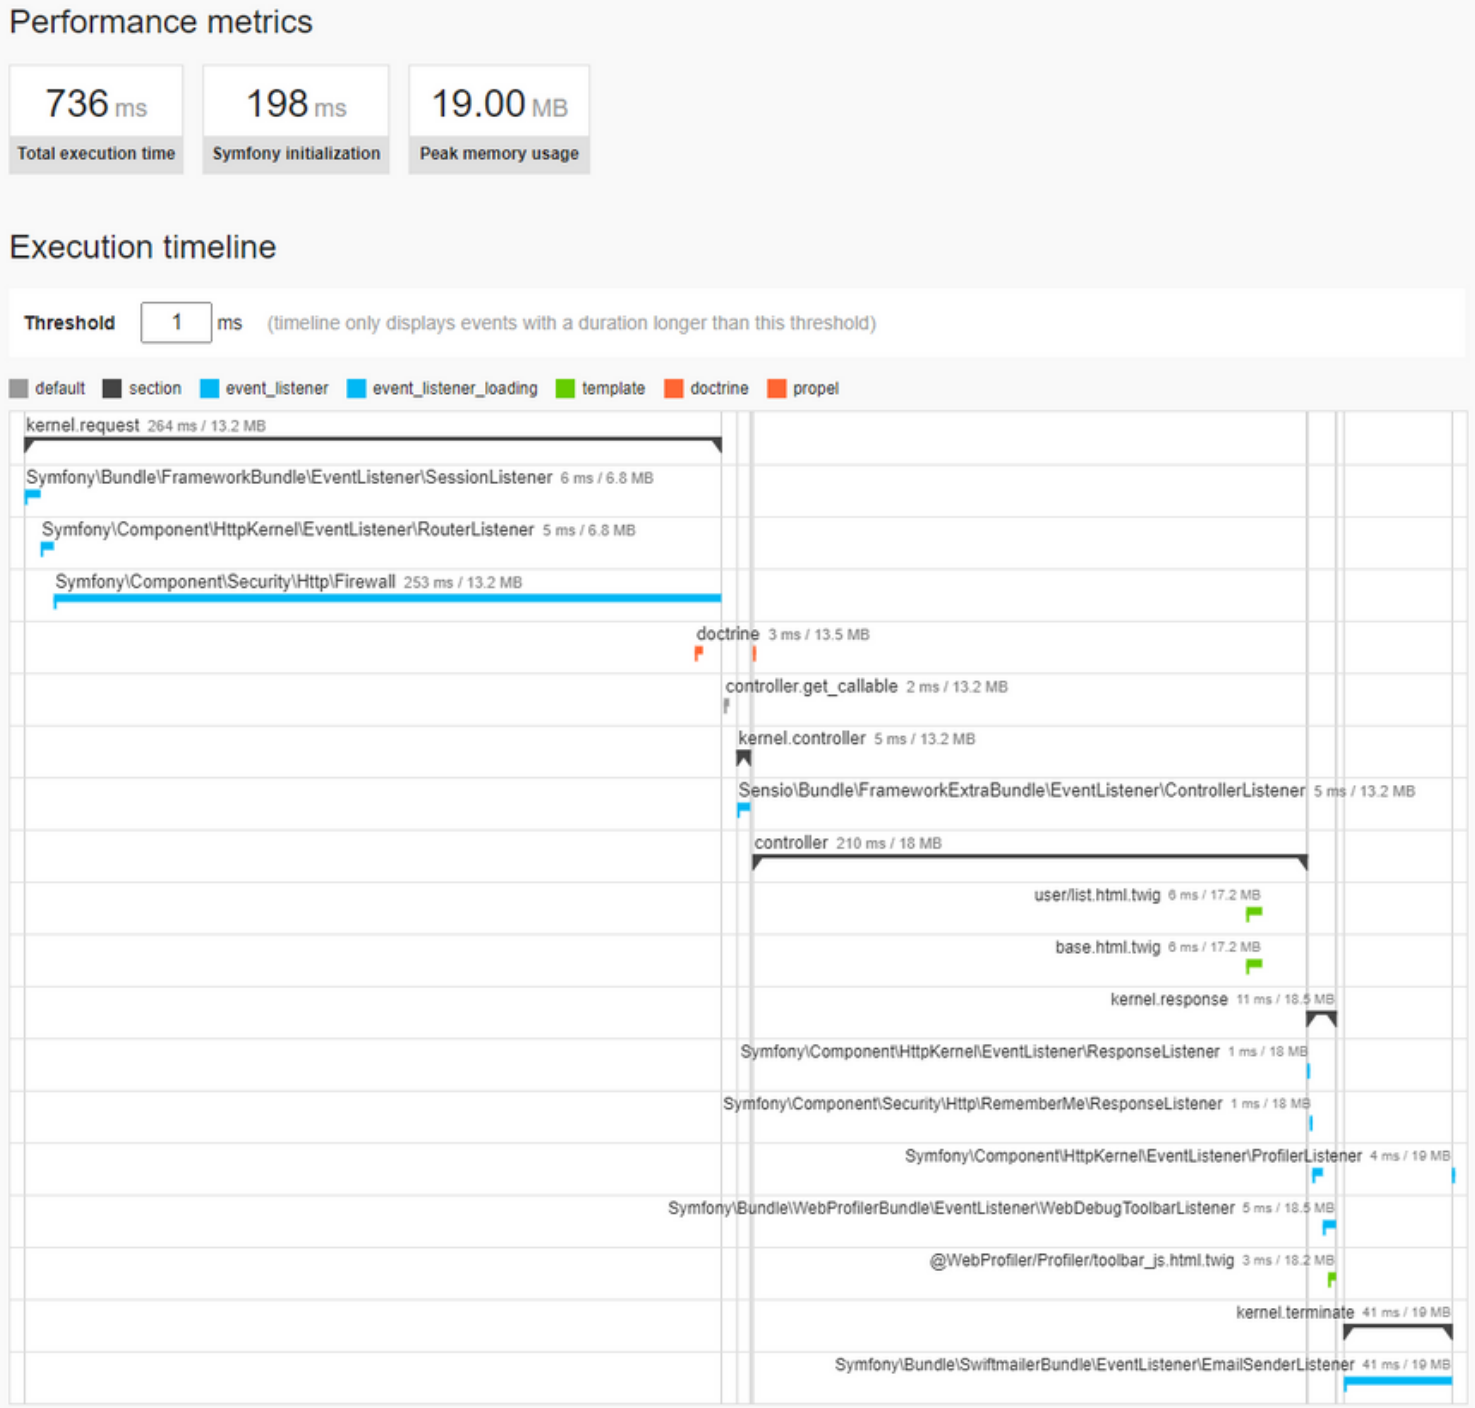 Performance metrics
736 ms 198 ms 19.00 MB
Total execution time Symfony initialization Peak memory usage
Execution timeline
Threshold 1 ms (timeline only displays events with a duration longer than this threshold)
default section event_listener event_listener_loading template doctrine propel
kernel.request 264 ms / 13.2 MB
Symfony\Bundle\FrameworkBundle\EventListener\SessionListener 6 ms / 6.8 MB
Symfony\Component\HttpKernel\EventListener\RouterListener 5 ms / 6.8 MB
Symfony\Component\Security\Http\Firewall 253 ms / 13.2 MB
doctrine 3 ms / 13.5 MB
controller.get_callable 2 ms / 13.2 MB
kernel.controller 5 ms / 13.2 MB
Sensio\Bundle\FrameworkExtraBundle\EventListener\ControllerListener 5 ms / 13.2 MB
controller 210 ms / 18 MB
user/list.html.twig 6 ms / 17.2 MB
base.html.twig 6 ms / 17.2 MB
kernel.response 11 ms / 18.5 MB
Symfony\Component\HttpKernel\EventListener\ResponseListener 1 ms / 18 MB
Symfony\Component\Security\Http\RememberMe\ResponseListener 1 ms / 18 MB
Symfony\Component\HttpKernel\EventListener\ProfilerListener 4 ms / 19 MB
Symfony\Bundle\WebProfilerBundle\EventListener\WebDebugToolbarListener 5 ms / 18.5 MB
@WebProfiler/Profiler/toolbar_js.html.twig 3 ms / 18.2 MB
kernel.terminate 41 ms / 19 MB
Symfony\Bundle\SwiftmailerBundle\EventListener\EmailSenderListener 41 ms / 19 MB